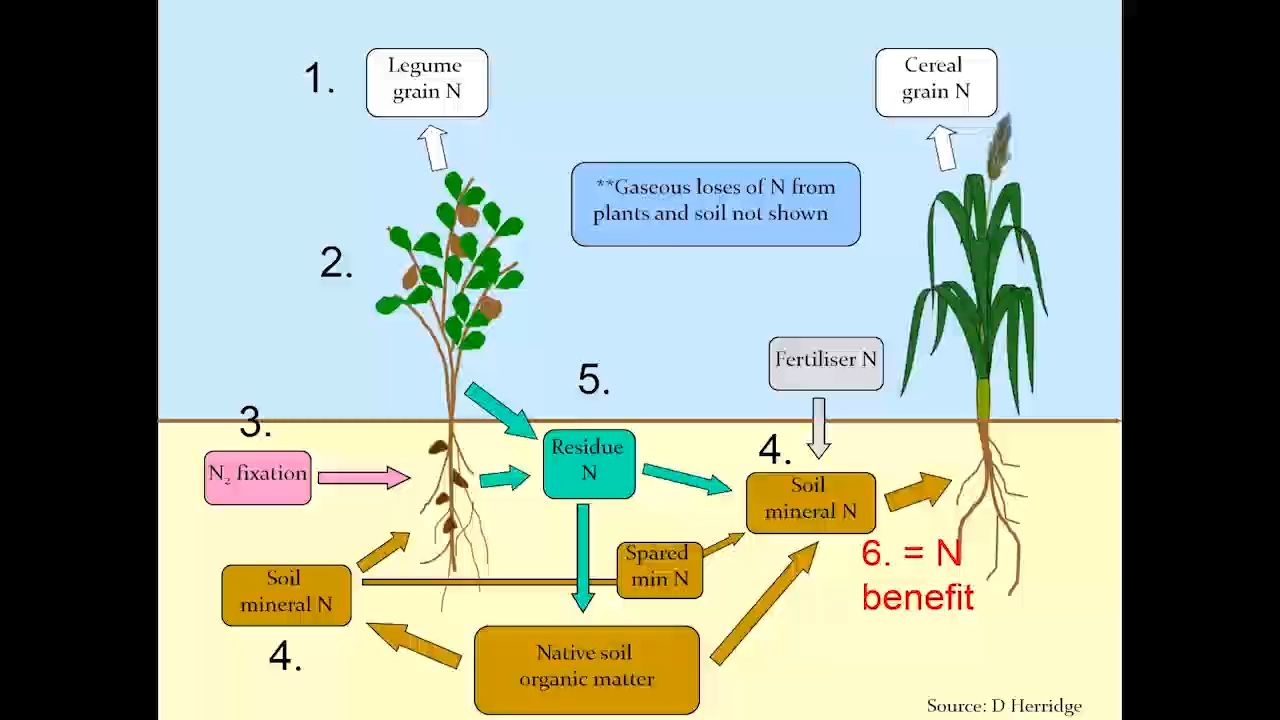 1.
Legume
grain N
Cereal
grain N
**Gaseous loses of N from
plants and soil not shown
2.
Fertiliser N
5.
3.
N₂ fixation
Residue
N
4.
Soil
mineral N
Spared
min N
6. = N
benefit
Soil
mineral N
4.
Native soil
organic matter
Source: D Herridge